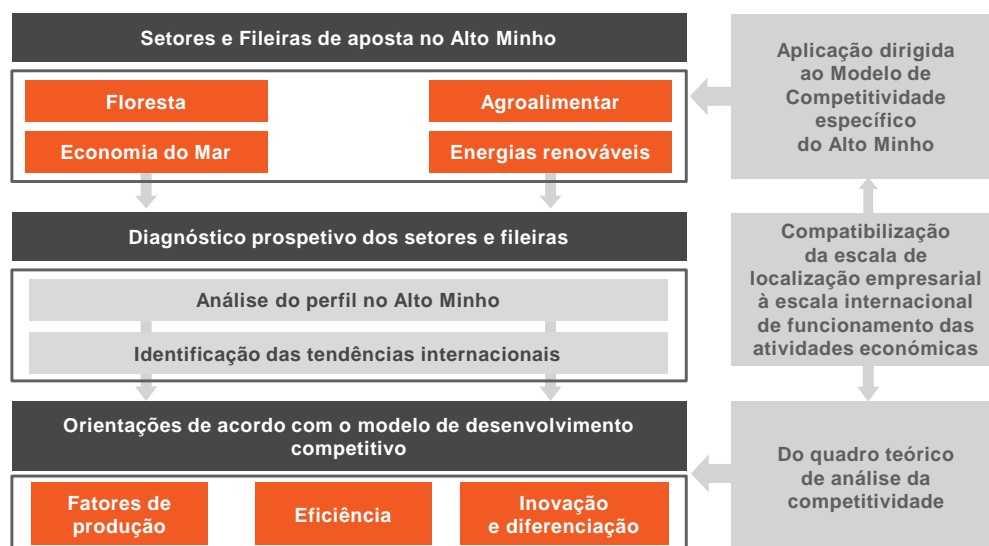 Setores e Fileiras de aposta no Alto Minho
Floresta
Agroalimentar
Economia do Mar
Energias renováveis
Diagnóstico prospetivo dos setores e fileiras
Análise do perfil no Alto Minho
Identificação das tendências internacionais
Orientações de acordo com o modelo de desenvolvimento
competitivo
Fatores de
produção
Eficiência
Inovação
e diferenciação
Aplicação dirigida
ao Modelo de
Competitividade
específico
do Alto Minho
Compatibilização
da escala de
localização empresarial
à escala internacional
de funcionamento das
atividades económicas
Do quadro teórico
de análise da
competitividade